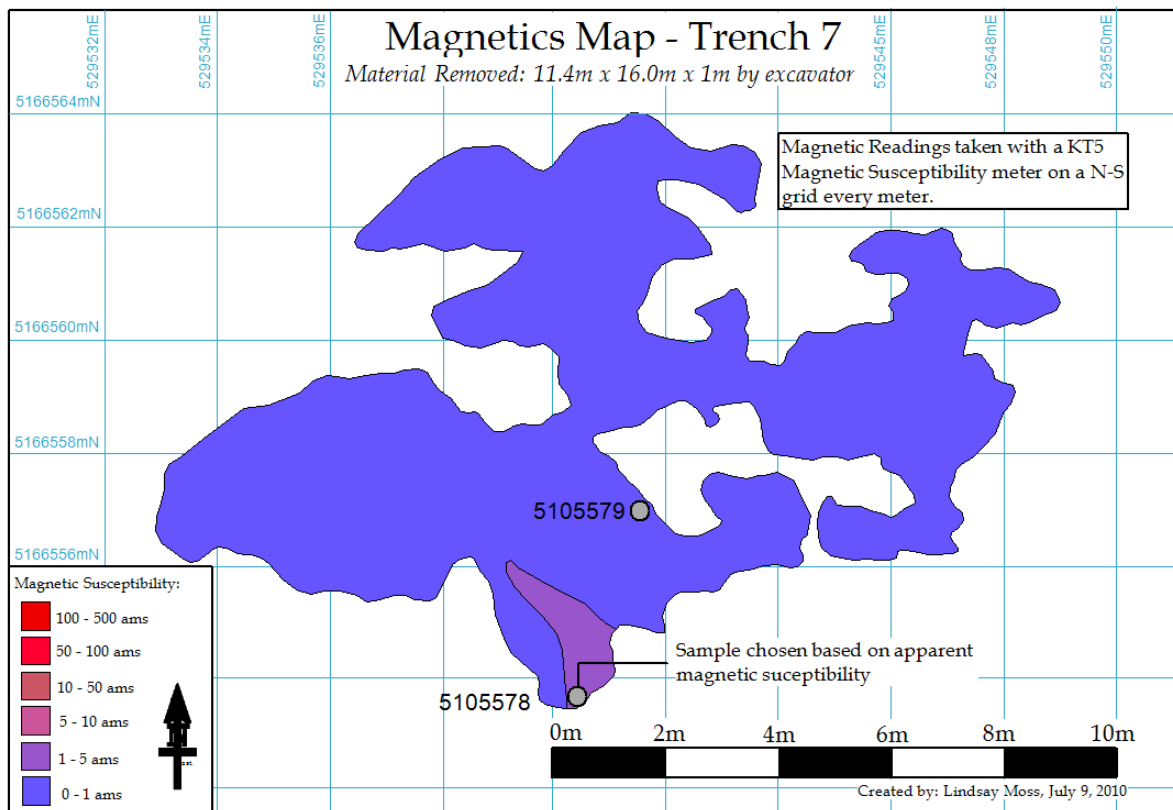 Magnetics Map - Trench 7
Material Removed: 11.4m x 16.0m x 1m by excavator
529532mE
529534mE
529536mE
529545mE
529548mE
529550mE
5166564mN
5166562mN
5166560mN
5166558mN
5166556mN
Magnetic Readings taken with a KT5
Magnetic Susceptibility meter on a N-S
grid every meter.
5105579
Sample chosen based on apparent
magnetic suceptibility
5105578
Magnetic Susceptibility:
100 - 500 ams
50 - 100 ams
10 - 50 ams
5 - 10 ams
1 - 5 ams
0 - 1 ams
0m 2m 4m 6m 8m 10m
Created by: Lindsay Moss, July 9, 2010